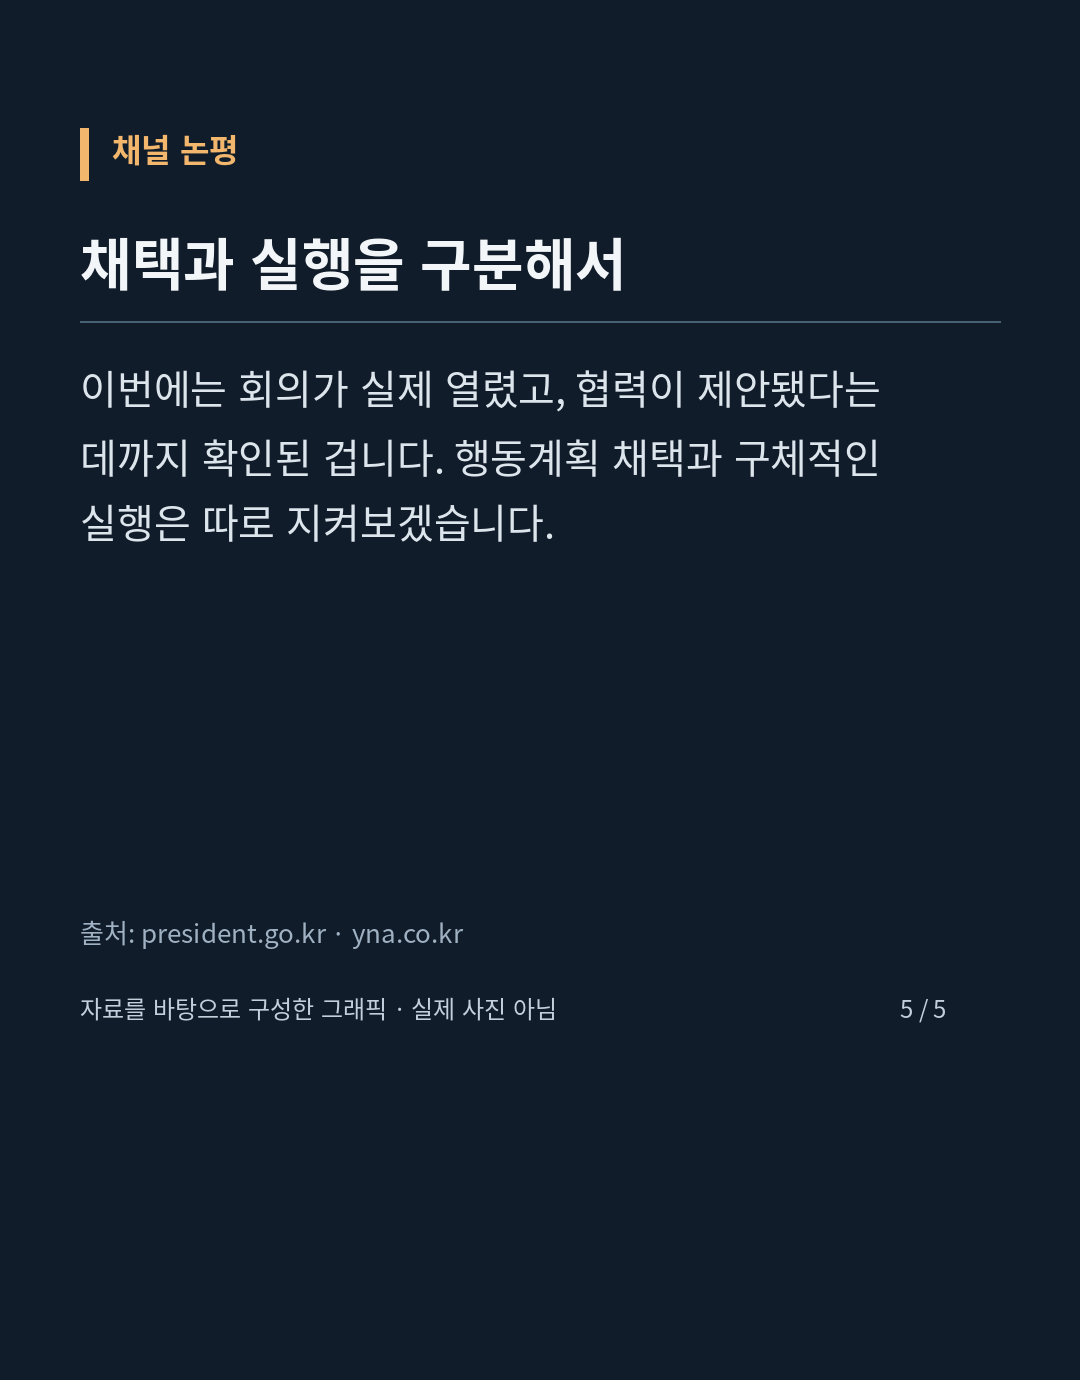 채널 논평
채택과 실행을 구분해서
이번에는 회의가 실제 열렸고, 협력이 제안됐다는
데까지 확인된 겁니다. 행동계획 채택과 구체적인
실행은 따로 지켜보겠습니다.
출처: president.go.kr · yna.co.kr
자료를 바탕으로 구성한 그래픽 · 실제 사진 아님
5 / 5